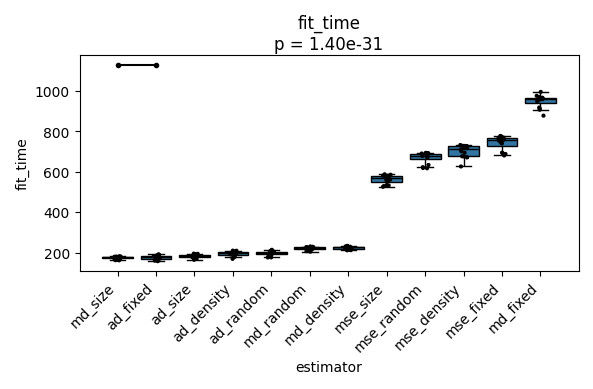 fit_time
p = 1.40e-31
fit_time
1000
800
600
400
200
md_size
ad_fixed
ad_size
ad_density
ad_random
md_random
md_density
mse_size
mse_random
mse_density
mse_fixed
md_fixed
estimator